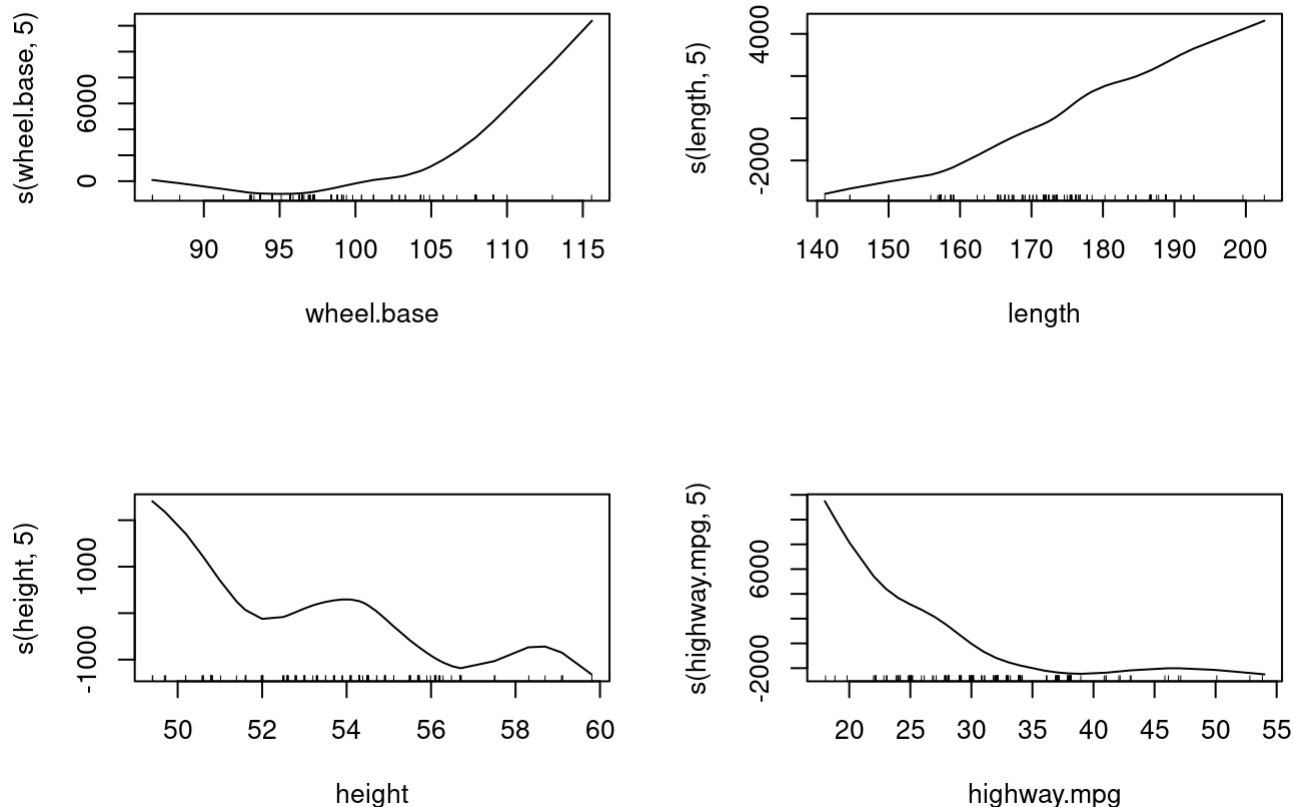 s(wheel.base, 5)
6000
0
90 95 100 105 110 115
wheel.base
s(length, 5)
4000
-2000
140 150 160 170 180 190 200
length
s(height, 5)
1000
-1000
50 52 54 56 58 60
height
s(highway.mpg, 5)
6000
-2000
20 25 30 35 40 45 50 55
highway.mpg